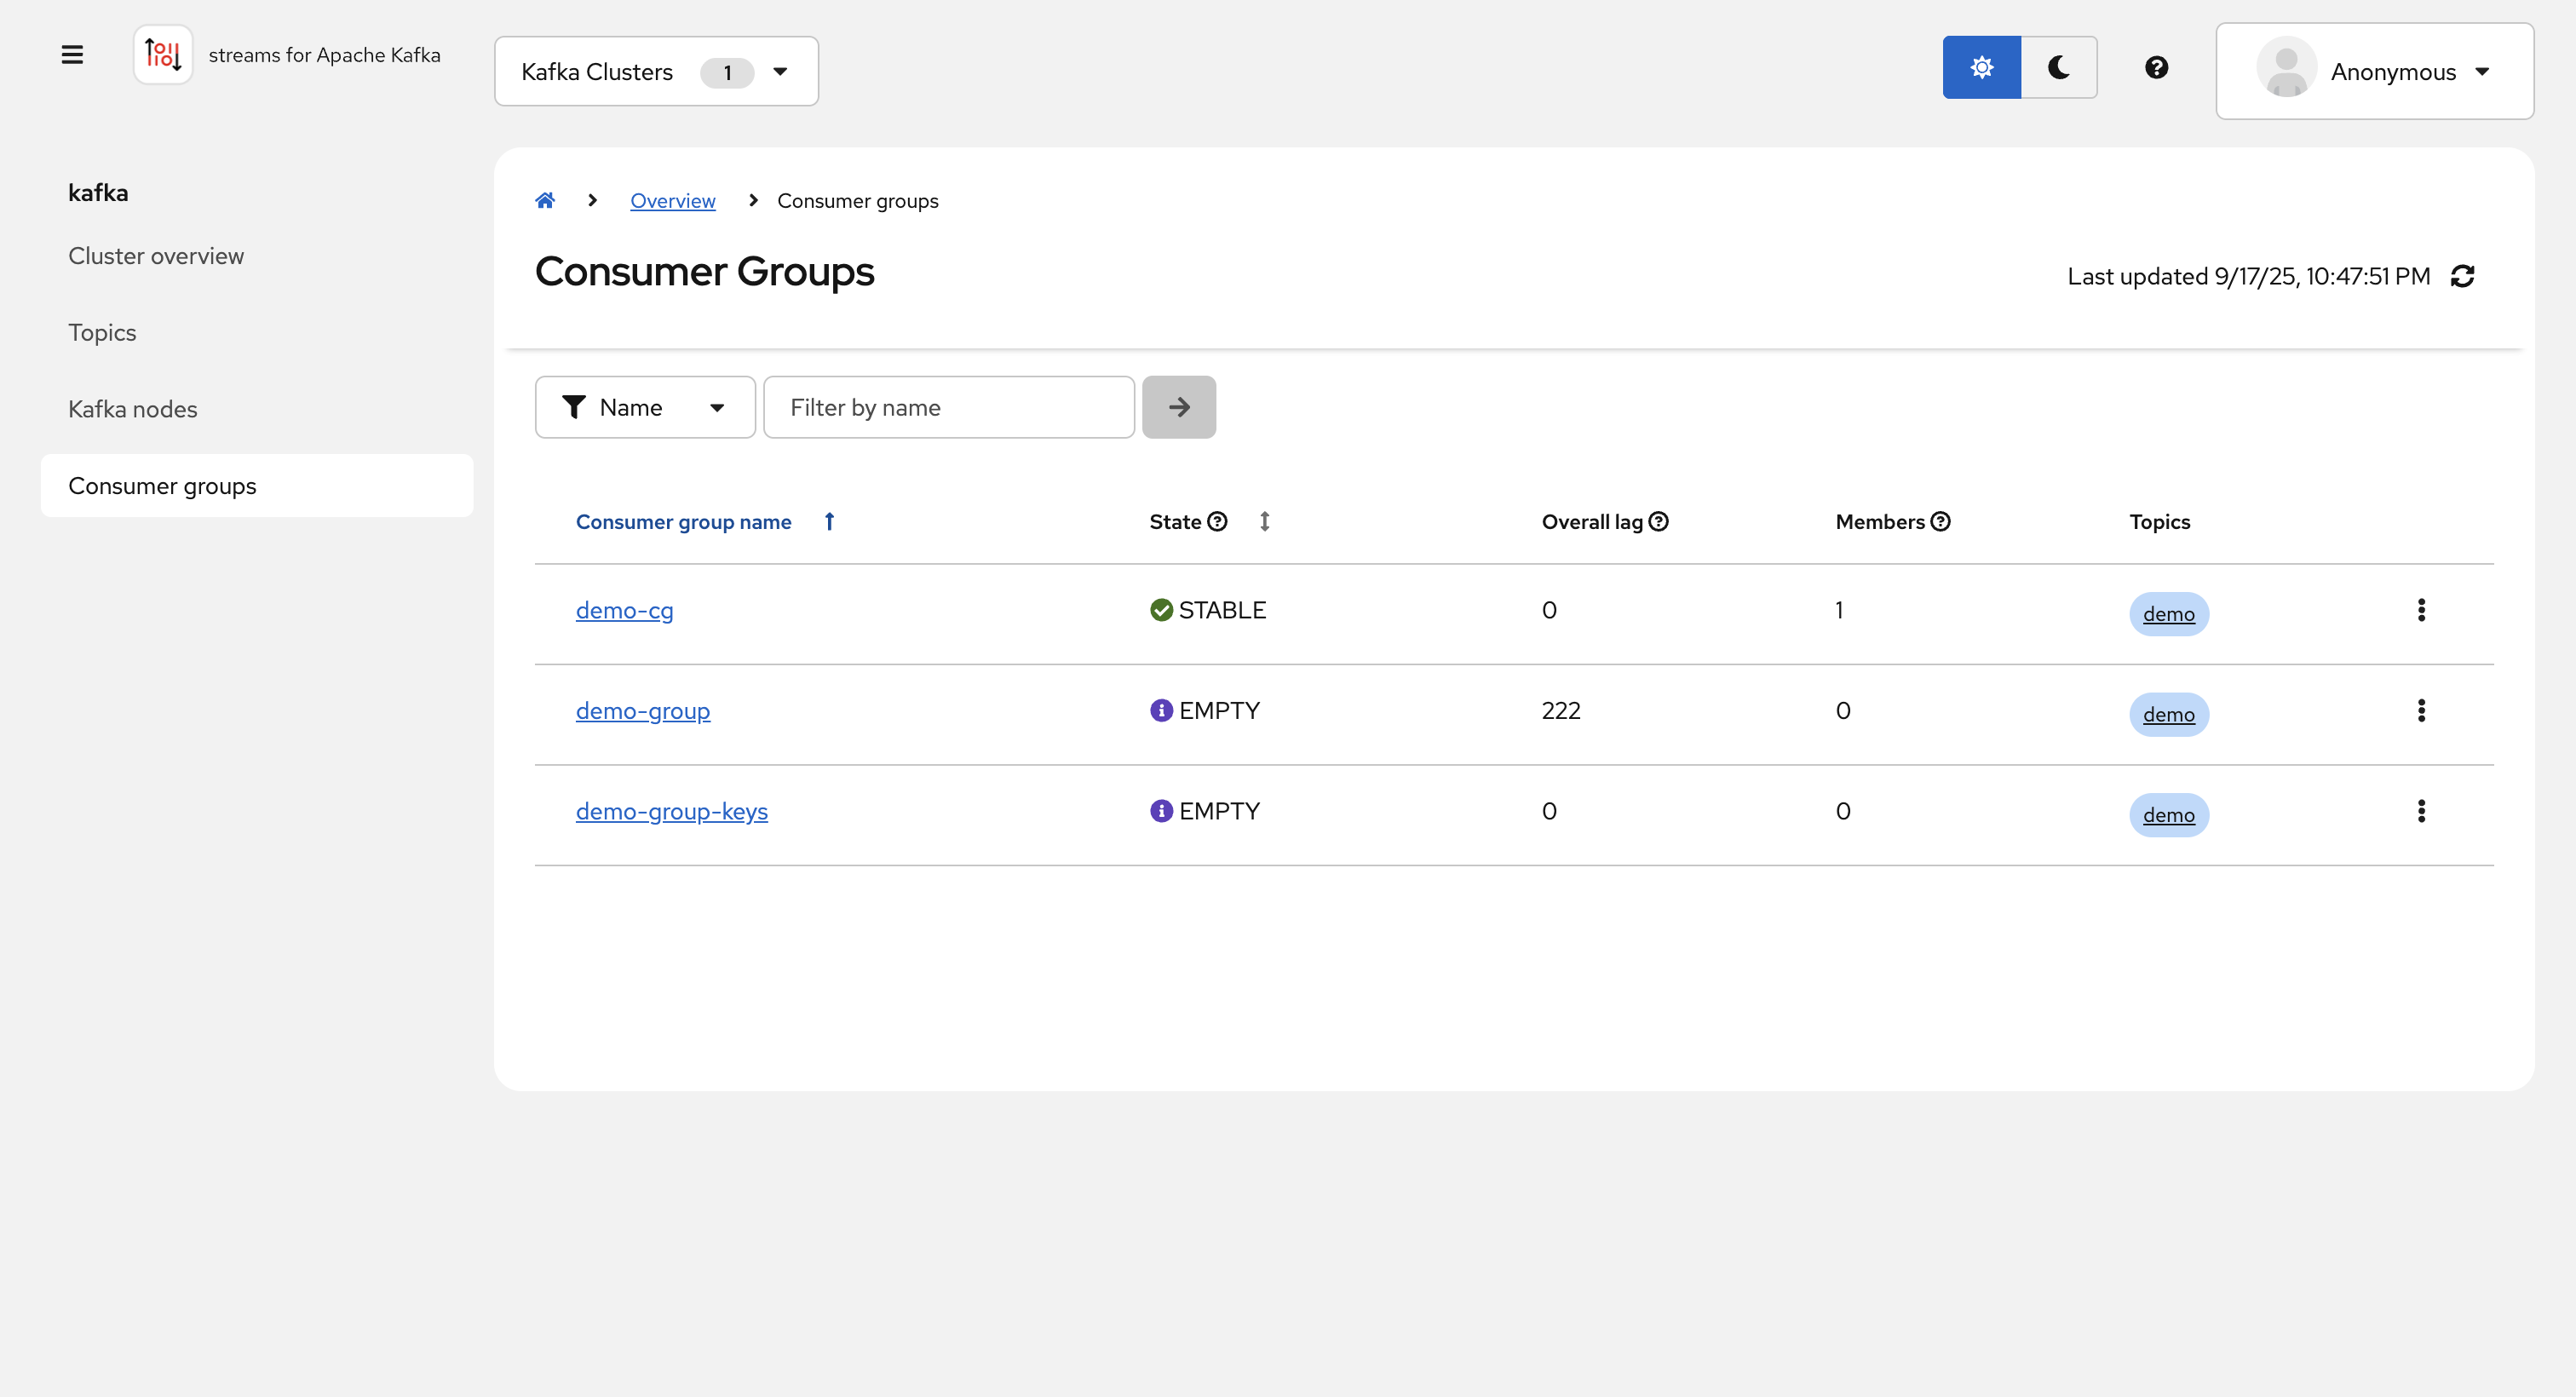 streams for Apache Kafka
Kafka Clusters 1
Anonymous
kafka
Cluster overview
Topics
Kafka nodes
Consumer groups
Overview
Consumer groups
Consumer Groups
Last updated 9/17/25, 10:47:51 PM
Name
Filter by name
Consumer group name State Overall lag Members Topics
demo-cg STABLE 0 1 demo
demo-group EMPTY 222 0 demo
demo-group-keys EMPTY 0 0 demo